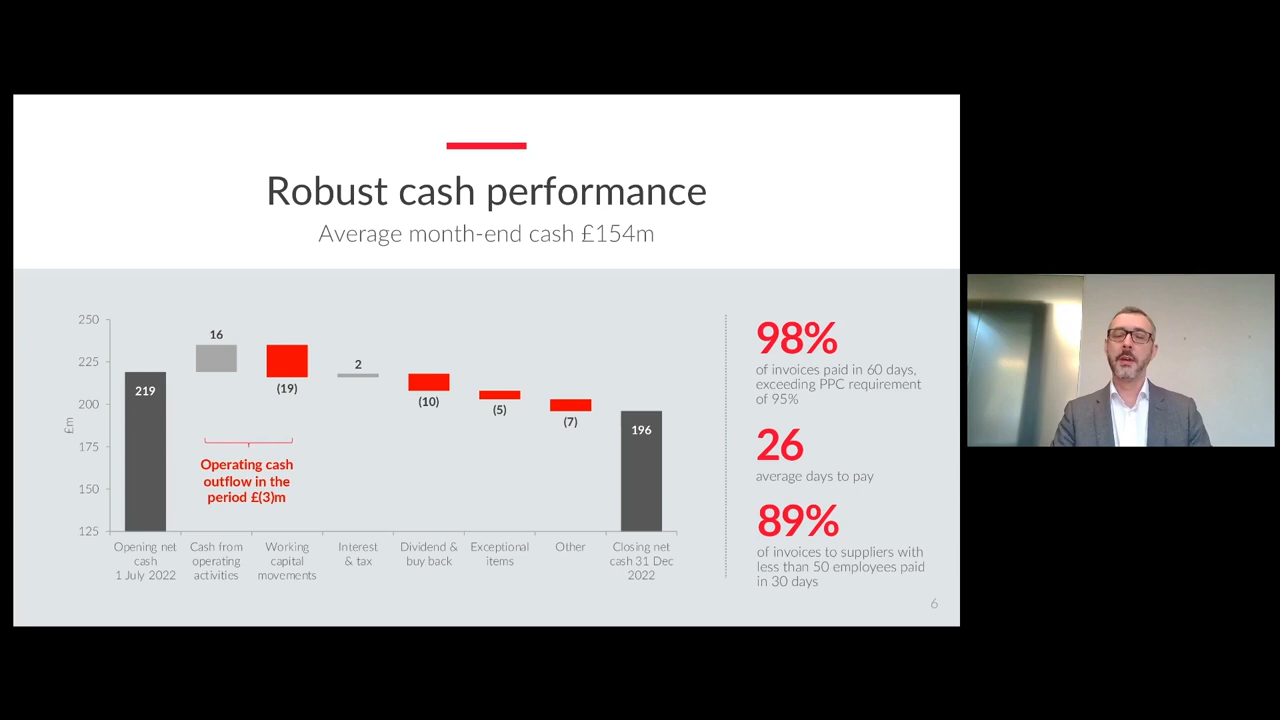 Robust cash performance
Average month-end cash £154m
250
225
200
175
150
125
£m
219
16
(19)
2
(10)
(5)
(7)
196
Operating cash
outflow in the
period £(3)m
Opening net
cash
1 July 2022
Cash from
operating
activities
Working
capital
movements
Interest
& tax
Dividend &
buy back
Exceptional
items
Other
Closing net
cash 31 Dec
2022
98%
of invoices paid in 60 days,
exceeding PPC requirement
of 95%
26
average days to pay
89%
of invoices to suppliers with
less than 50 employees paid
in 30 days
6